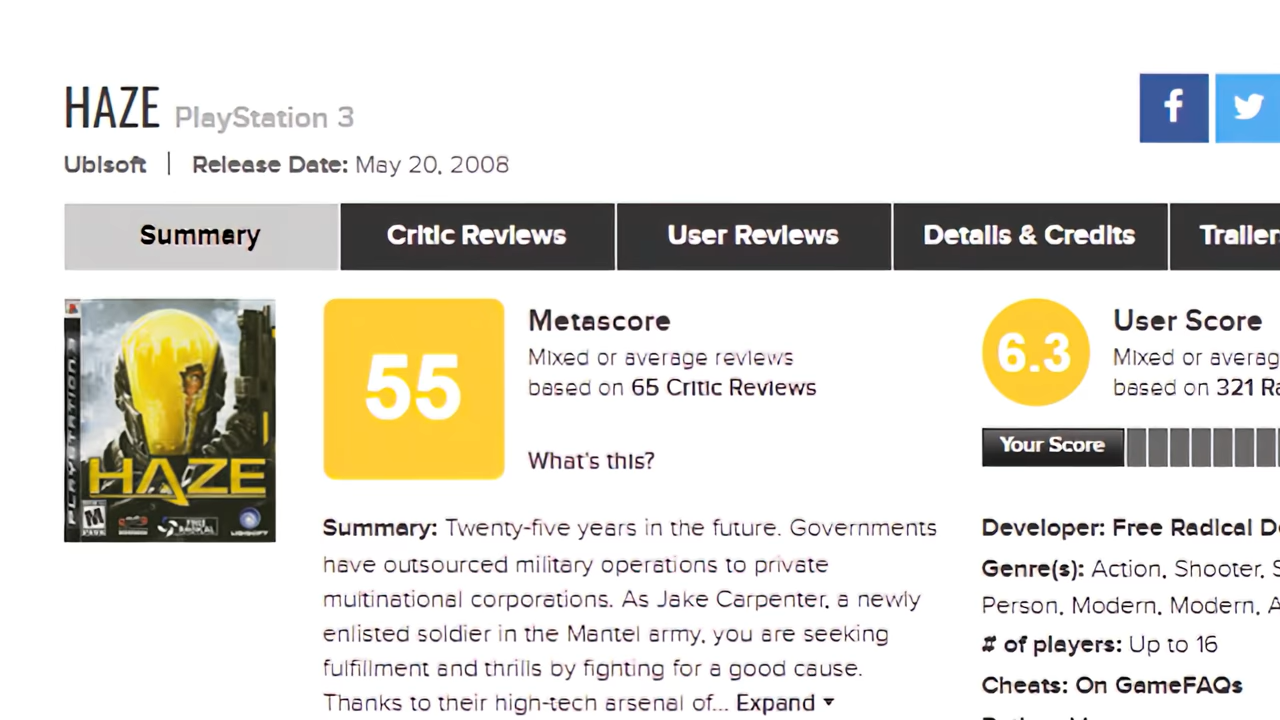 HAZE PlayStation 3
Ubisoft | Release Date: May 20, 2008
Summary
Critic Reviews
User Reviews
Details & Credits
Trailer
PLAYSTATION 3
HAZE
M
FREE RADICAL
UBISOFT
55
Metascore
Mixed or average reviews
based on 65 Critic Reviews
What's this?
Summary: Twenty-five years in the future. Governments
have outsourced military operations to private
multinational corporations. As Jake Carpenter, a newly
enlisted soldier in the Mantel army, you are seeking
fulfillment and thrills by fighting for a good cause.
Thanks to their high-tech arsenal of... Expand
6.3
User Score
Mixed or averag
based on 321 Ra
Your Score
Developer: Free Radical D
Genre(s): Action, Shooter, S
Person, Modern, Modern, A
# of players: Up to 16
Cheats: On GameFAQs